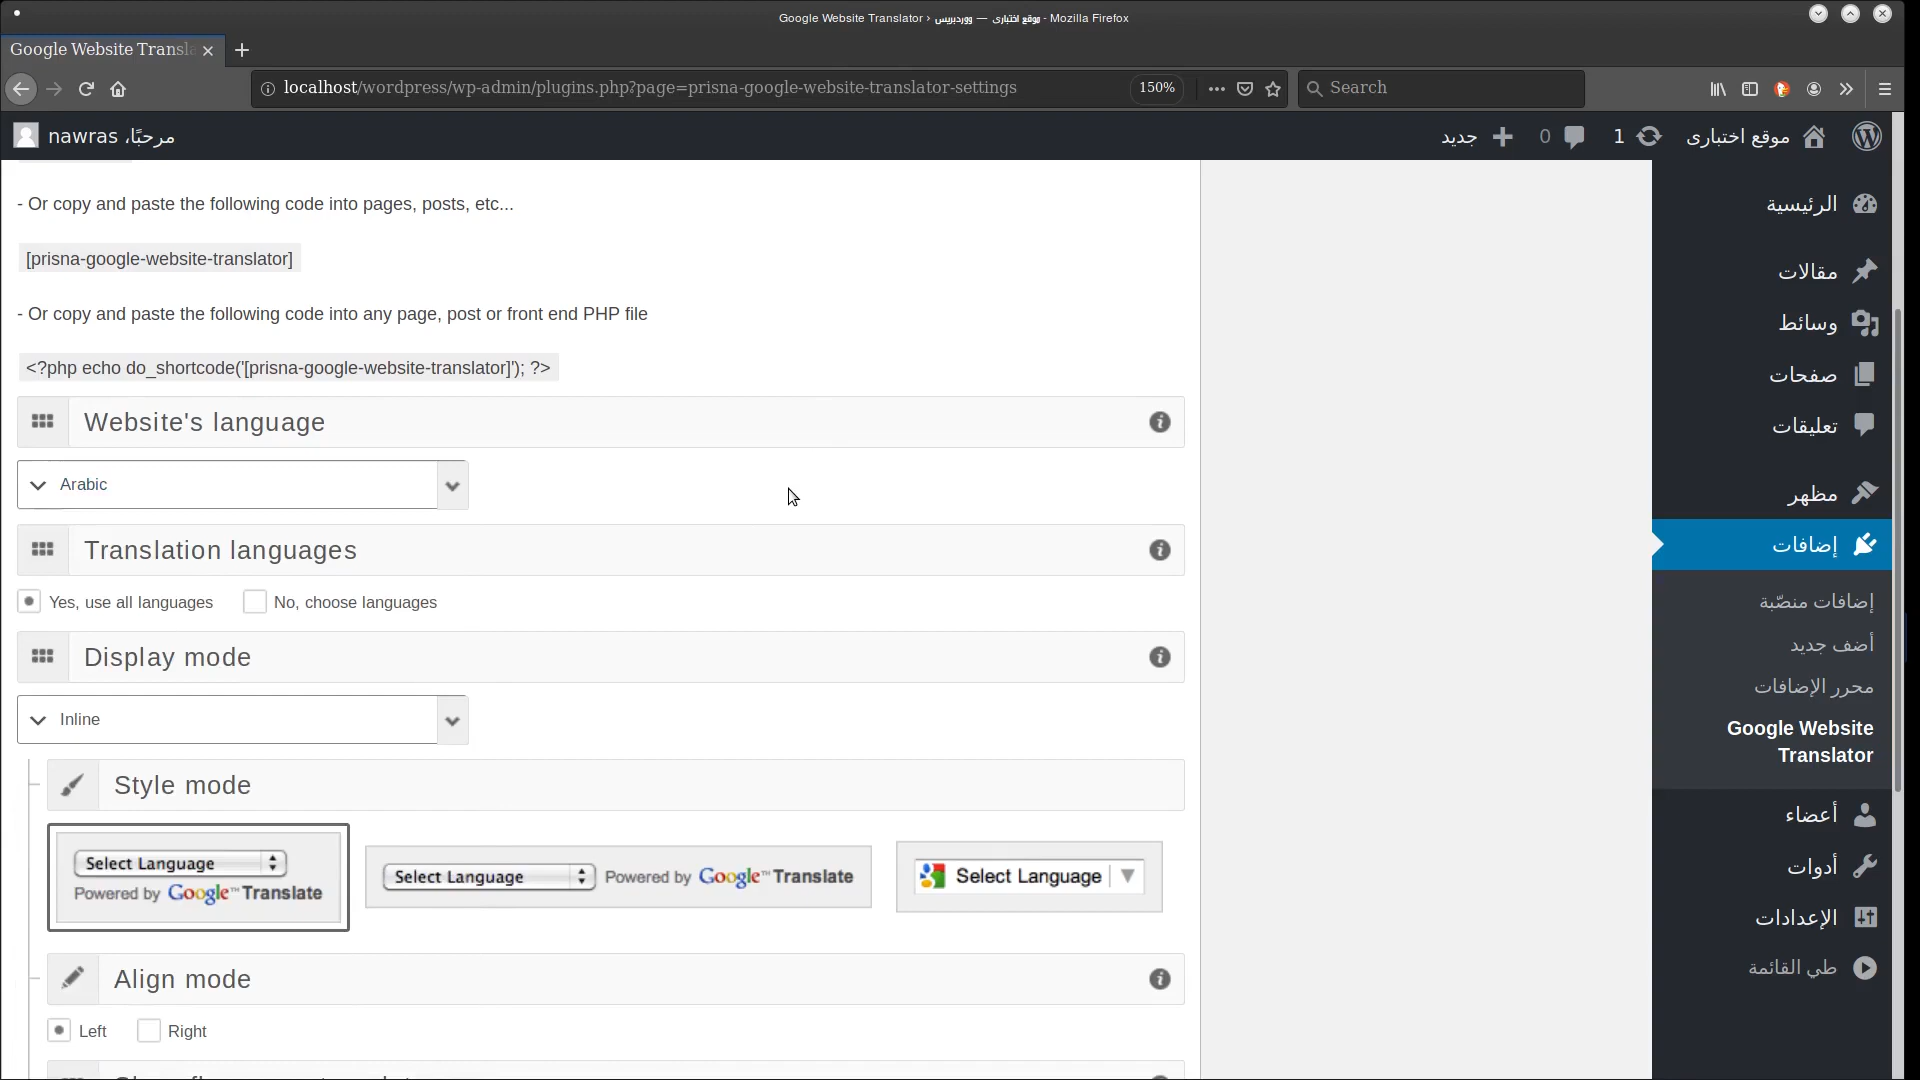 Google Website Translator › موقع اختبارى — ووردبريس - Mozilla Firefox
Google Website Transla
localhost/wordpress/wp-admin/plugins.php?page=prisna-google-website-translator-settings
150%
Search
مرحبًا، nawras
جديد
0
1
موقع اختبارى
- Or copy and paste the following code into pages, posts, etc...
[prisna-google-website-translator]
- Or copy and paste the following code into any page, post or front end PHP file
<?php echo do_shortcode('[prisna-google-website-translator]'); ?>
Website's language
Arabic
Translation languages
Yes, use all languages
No, choose languages
Display mode
Inline
Style mode
Select Language
Powered by Google™Translate
Select Language Powered by Google™Translate
Select Language
Align mode
Left
Right
الرئيسية
مقالات
وسائط
صفحات
تعليقات
مظهر
إضافات
إضافات منصّبة
أضف جديد
محرر الإضافات
Google Website
Translator
أعضاء
أدوات
الإعدادات
طي القائمة